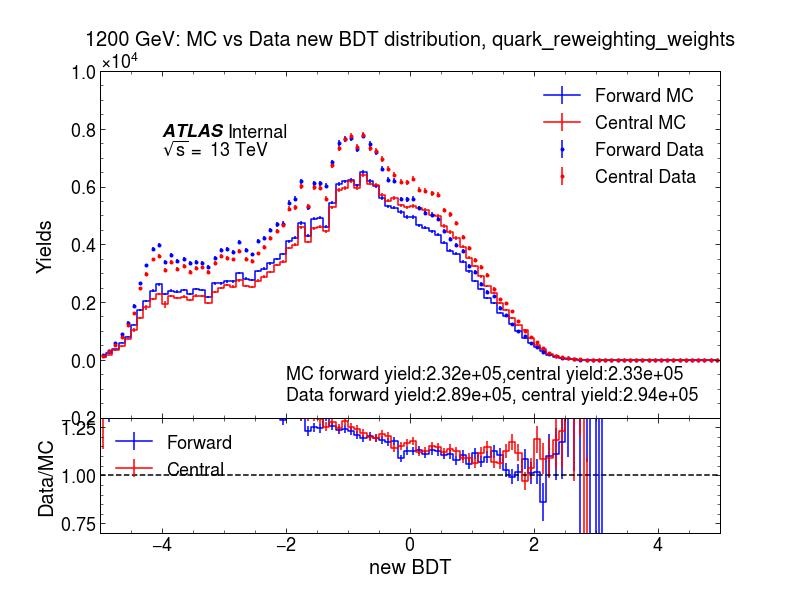 1200 GeV: MC vs Data new BDT distribution, quark_reweighting_weights
×10⁴
1.0
0.8
0.6
0.4
0.2
0.0
0.2
Yields
ATLAS Internal
√s = 13 TeV
Forward MC
Central MC
Forward Data
Central Data
MC forward yield:2.32e+05,central yield:2.33e+05
Data forward yield:2.89e+05, central yield:2.94e+05
1.25
1.00
0.75
Data/MC
Forward
Central
−4 −2 0 2 4
new BDT